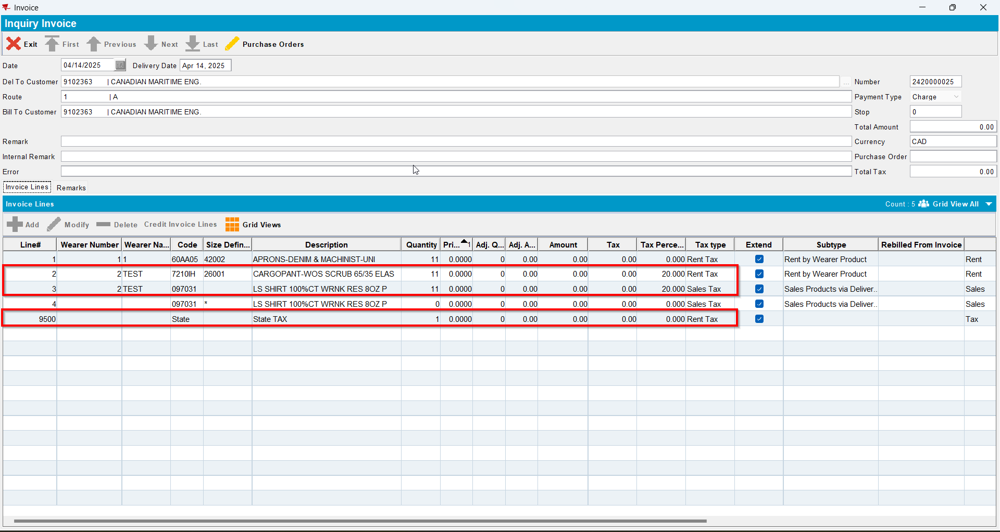 Invoice
Inquiry Invoice
Exit First Previous Next Last Purchase Orders
Date 04/14/2025 Delivery Date Apr 14, 2025
Del To Customer 9102363 | CANADIAN MARITIME ENG. ... Number 2420000025
Route 1 | A Payment Type Charge
Bill To Customer 9102363 | CANADIAN MARITIME ENG. Stop 0
Total Amount 0.00
Remark Currency CAD
Internal Remark Purchase Order
Error Total Tax 0.00
Invoice Lines Remarks
Invoice Lines Count : 5 Grid View All
Add Modify Delete Credit Invoice Lines Grid Views
Line# Wearer Number Wearer Na... Code Size Defin... Description Quantity Pri... 1 Adj. Q... Adj. A... Amount Tax Tax Perce... Tax type Extend Subtype Rebilled From Invoice
1 1 1 60AA05 42002 APRONS-DENIM & MACHINIST-UNI 11 0.0000 0 0.00 0.00 0.00 0.000 Rent Tax Rent by Wearer Product Rent
2 2 TEST 7210IH 26001 CARGOPANT-WOS SCRUB 65/35 ELAS 11 0.0000 0 0.00 0.00 0.00 20.000 Rent Tax Rent by Wearer Product Rent
3 2 TEST 097031 LS SHIRT 100%CT WRNK RES 8OZ P 11 0.0000 0 0.00 0.00 0.00 20.000 Sales Tax Sales Products via Deliver.. Sales
4 097031 * LS SHIRT 100%CT WRNK RES 8OZ P 0 0.0000 0 0.00 0.00 0.00 0.000 Sales Tax Sales Products via Deliver.. Sales
9500 State State TAX 1 0.0000 0 0.00 0.00 0.00 0.000 Rent Tax Tax